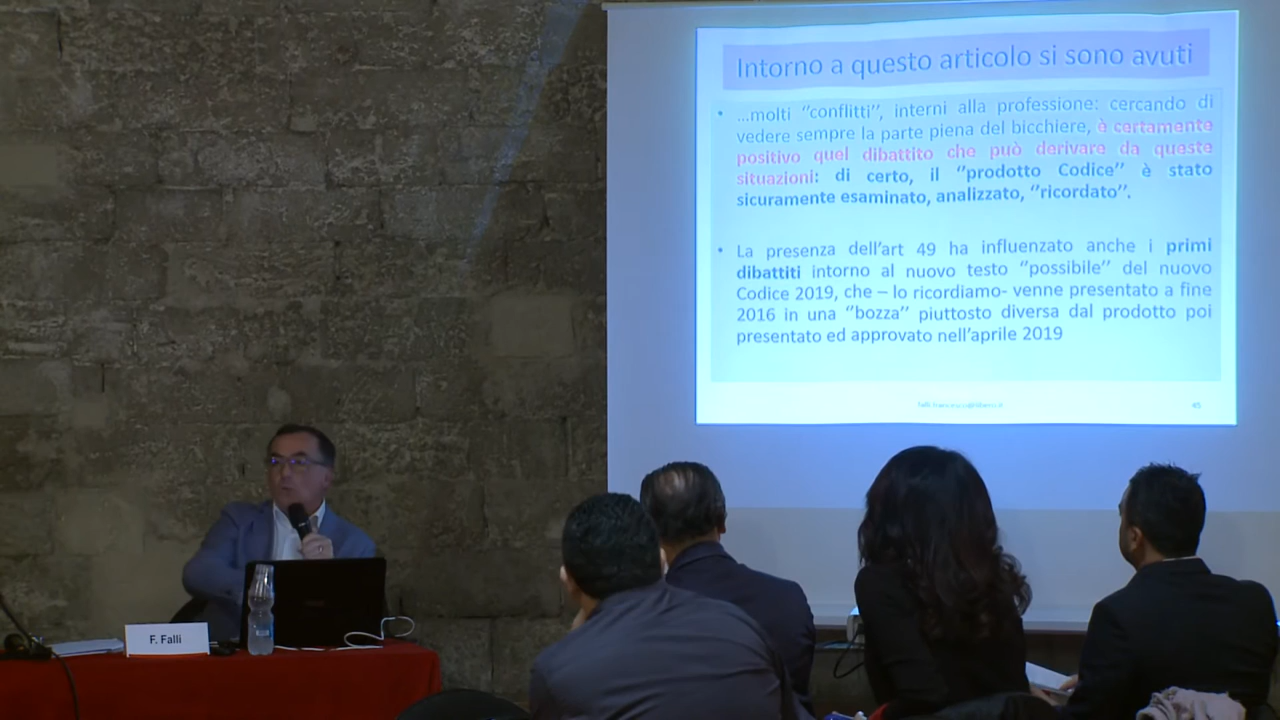 Intorno a questo articolo si sono avuti
• ...molti ‘’conflitti’’, interni alla professione: cercando di
vedere sempre la parte piena del bicchiere, è certamente
positivo quel dibattito che può derivare da queste
situazioni: di certo, il ‘’prodotto Codice’’ è stato
sicuramente esaminato, analizzato, ‘’ricordato’’.
• La presenza dell’art 49 ha influenzato anche i primi
dibattiti intorno al nuovo testo ‘’possibile’’ del nuovo
Codice 2019, che – lo ricordiamo- venne presentato a fine
2016 in una ‘’bozza’’ piuttosto diversa dal prodotto poi
presentato ed approvato nell’aprile 2019
45
F. Falli